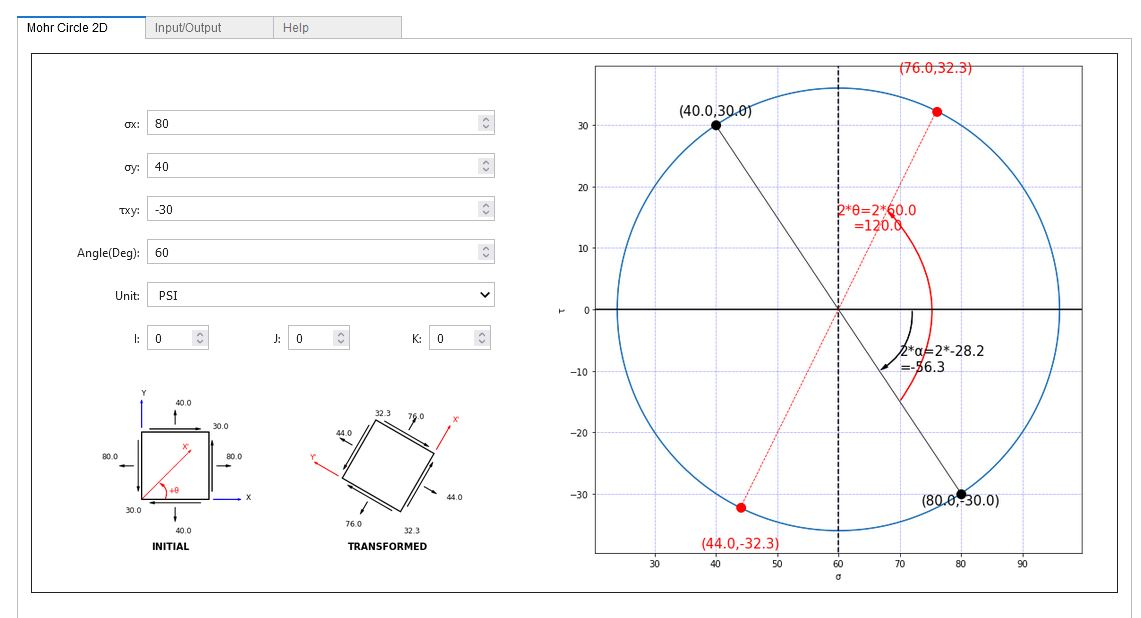 Mohr Circle 2D
Input/Output
Help
σx:
80
σy:
40
τxy:
-30
Angle(Deg):
60
Unit:
PSI
I:
0
J:
0
K:
0
Y
40.0
30.0
80.0
X'
80.0
+θ
X
30.0
40.0
INITIAL
32.3
76.0
X'
44.0
Y'
44.0
76.0
32.3
TRANSFORMED
(76.0,32.3)
(40.0,30.0)
2*θ=2*60.0
=120.0
2*α=2*-28.2
=-56.3
(80.0,-30.0)
(44.0,-32.3)
30
20
10
0
−10
−20
−30
τ
30
40
50
60
70
80
90
σ